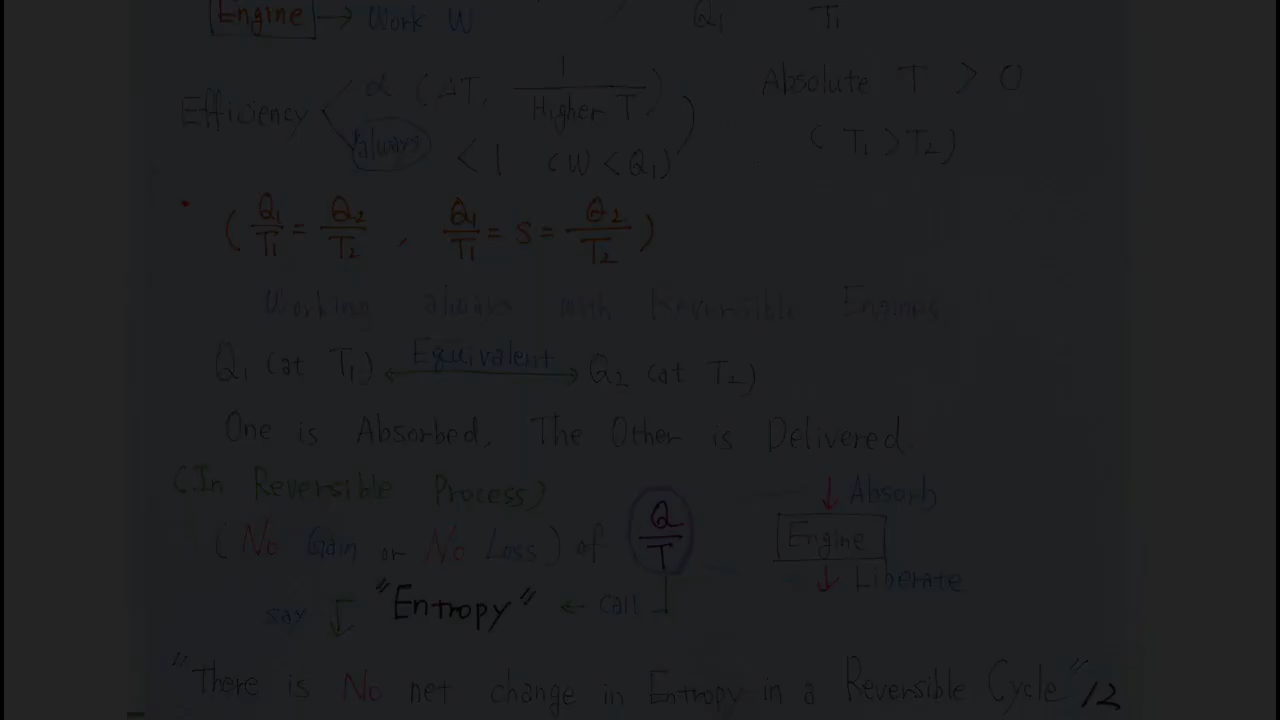 Engine → Work W Q₁ T₁
Efficiency < ∝ (ΔT, 1/Higher T) Absolute T > 0
always < 1 (W < Q₁) (T₁ > T₂)
(Q₁/T₁ = Q₂/T₂ , Q₁/T₁ = S = Q₂/T₂)
Working always with Reversible Engines
Q₁ (at T₁) ← Equivalent → Q₂ (at T₂)
One is Absorbed, The Other is Delivered
(In Reversible Process) ↓ Absorb
(No Gain or No Loss) of Q/T Engine
↓ Liberate
say ↓ "Entropy" ← call
"There is No net change in Entropy in a Reversible Cycle" 12